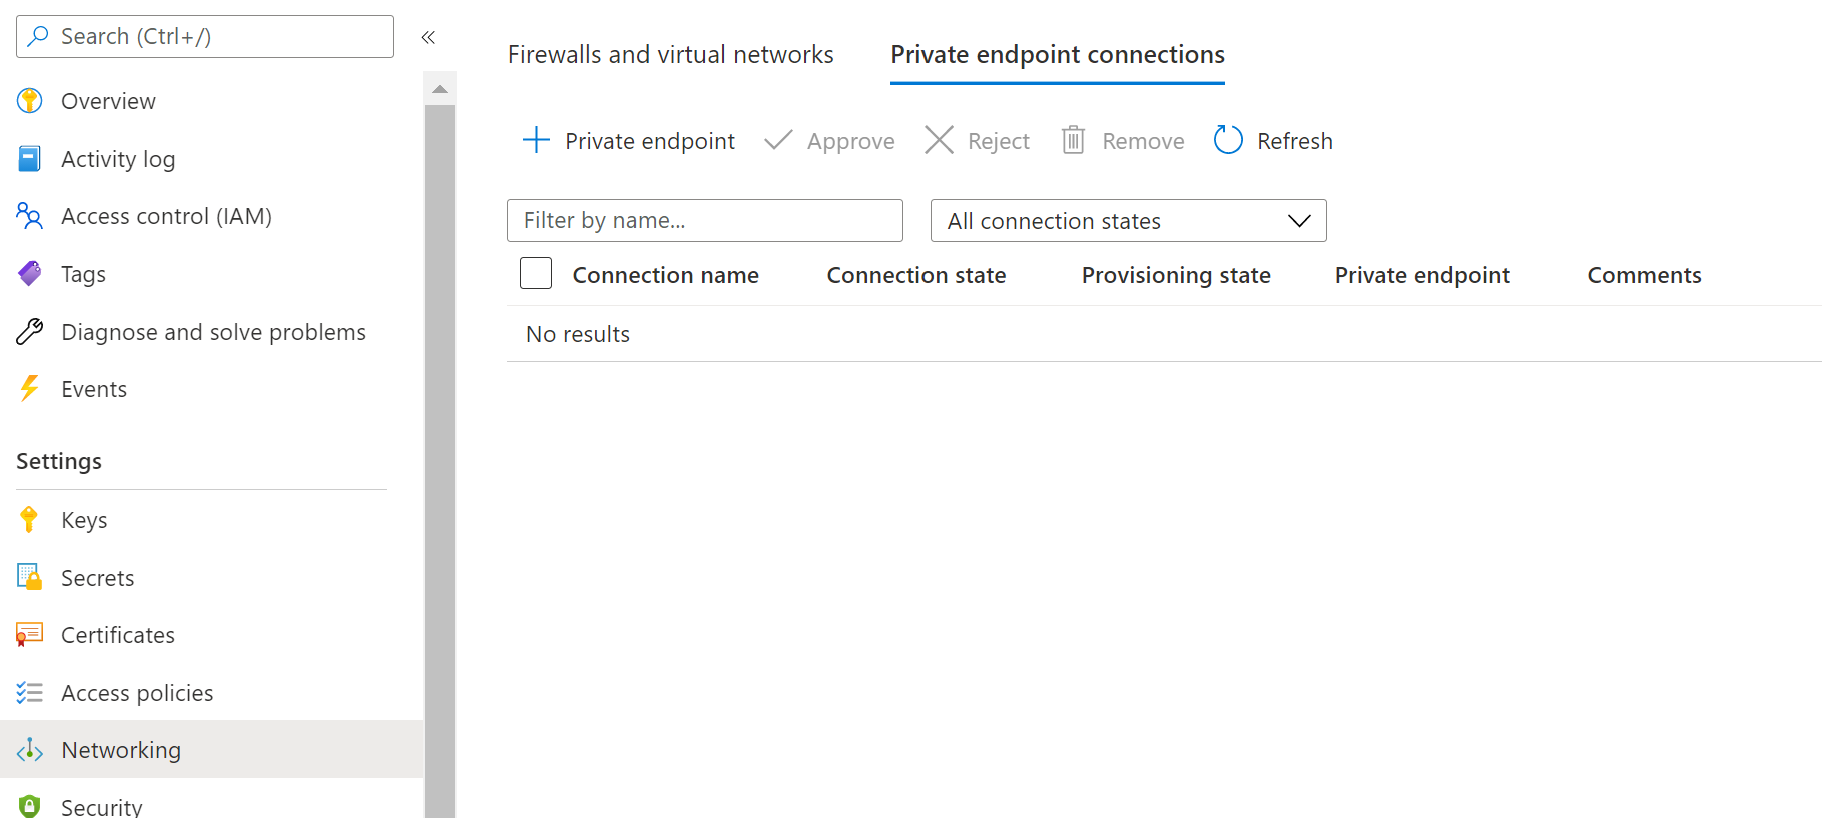 Search (Ctrl+/)
«
Overview
Activity log
Access control (IAM)
Tags
Diagnose and solve problems
Events
Settings
Keys
Secrets
Certificates
Access policies
Networking
Security
Firewalls and virtual networks
Private endpoint connections
Private endpoint
Approve
Reject
Remove
Refresh
Filter by name...
All connection states
Connection name
Connection state
Provisioning state
Private endpoint
Comments
No results